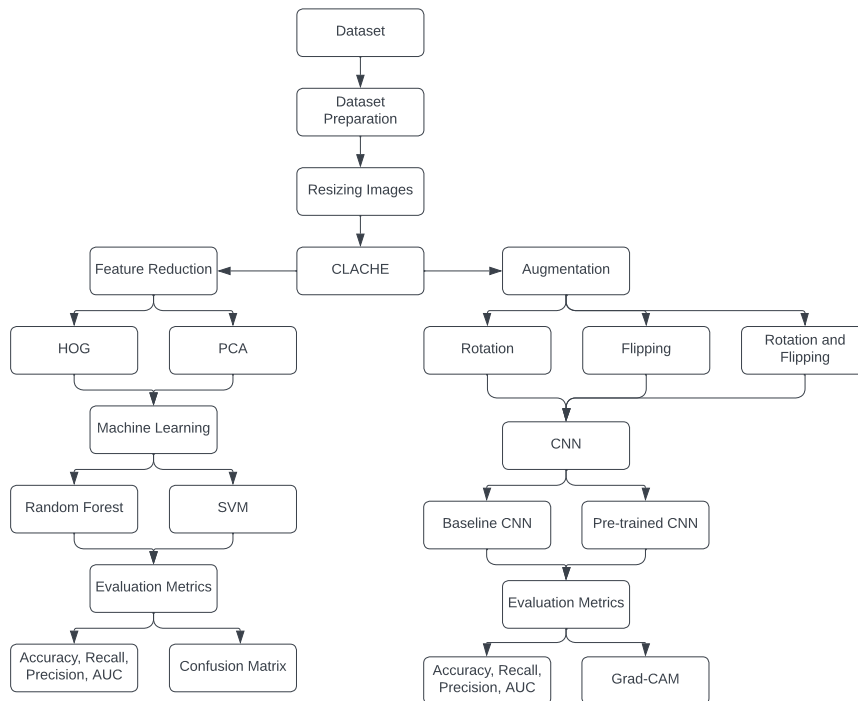 Dataset
Dataset
Preparation
Resizing Images
Feature Reduction
CLACHE
Augmentation
HOG
PCA
Rotation
Flipping
Rotation and
Flipping
Machine Learning
CNN
Random Forest
SVM
Baseline CNN
Pre-trained CNN
Evaluation Metrics
Evaluation Metrics
Accuracy, Recall,
Precision, AUC
Confusion Matrix
Accuracy, Recall,
Precision, AUC
Grad-CAM